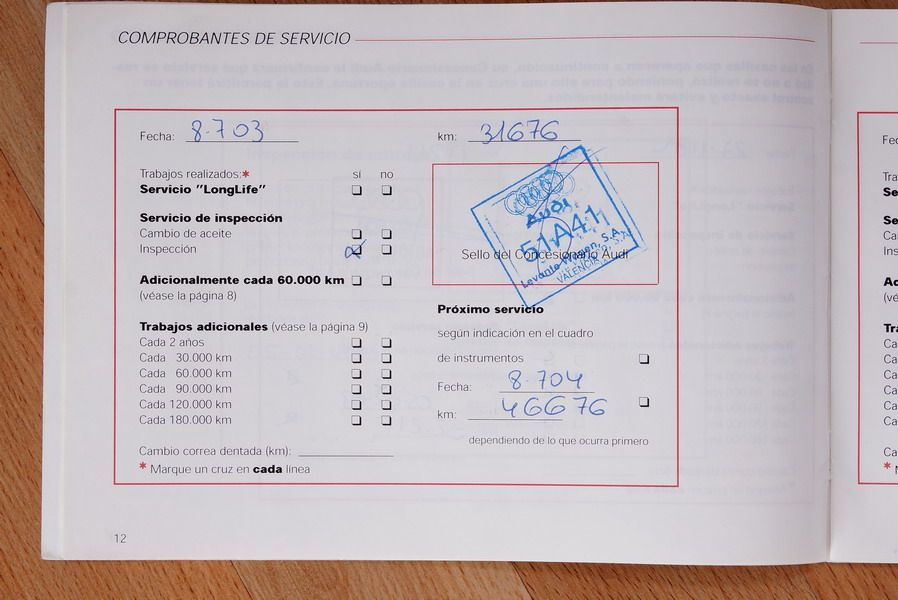 COMPROBANTES DE SERVICIO
Fecha: 8-7 03
km: 31676
Trabajos realizados:* sí no
Servicio "LongLife"
Servicio de inspección
Cambio de aceite
Inspección
Adicionalmente cada 60.000 km
(véase la página 8)
Trabajos adicionales (véase la página 9)
Cada 2 años
Cada 30.000 km
Cada 60.000 km
Cada 90.000 km
Cada 120.000 km
Cada 180.000 km
Cambio correa dentada (km):
* Marque un cruz en cada línea
AUDI
51A41
Levante Wagen, S.A.
VALENCIA
Sello del Concesionario Audi
Próximo servicio
según indicación en el cuadro
de instrumentos
Fecha: 8-704
km: 46676
dependiendo de lo que ocurra primero
12